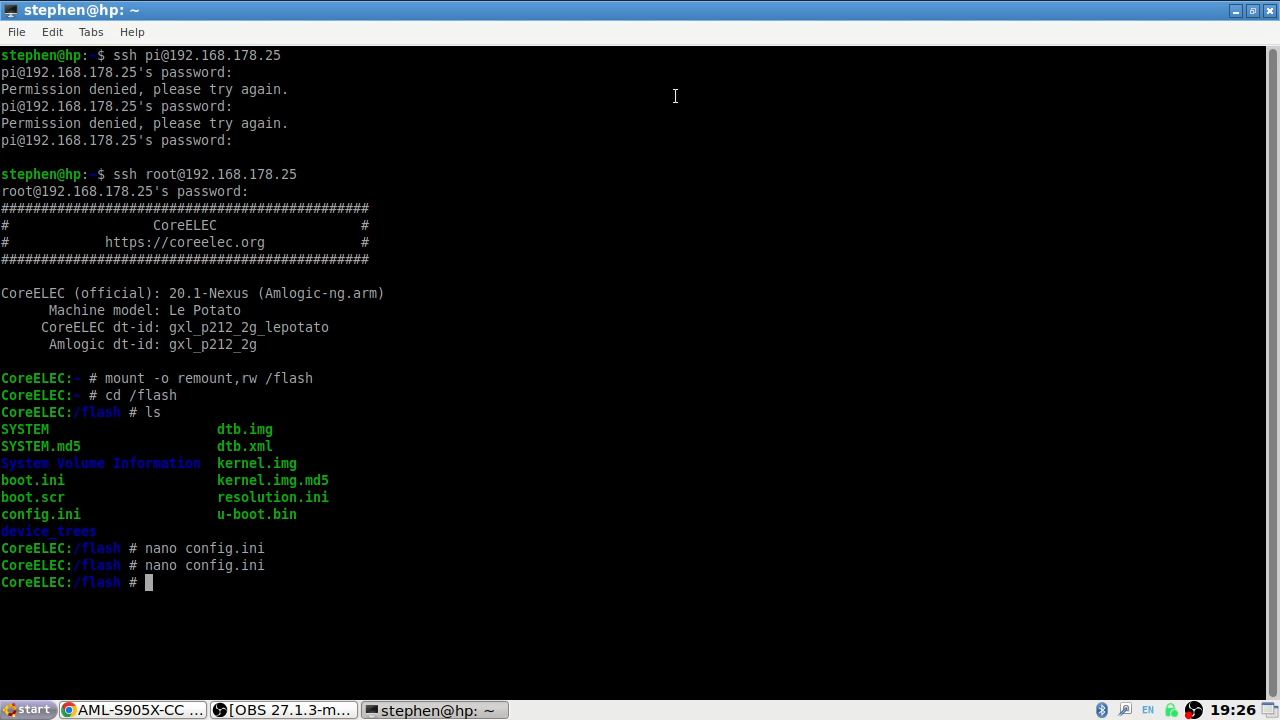 stephen@hp: ~
File Edit Tabs Help
stephen@hp:~$ ssh pi@192.168.178.25
pi@192.168.178.25's password:
Permission denied, please try again.
pi@192.168.178.25's password:
Permission denied, please try again.
pi@192.168.178.25's password:
stephen@hp:~$ ssh root@192.168.178.25
root@192.168.178.25's password:
##############################################
# CoreELEC #
# https://coreelec.org #
##############################################
CoreELEC (official): 20.1-Nexus (Amlogic-ng.arm)
Machine model: Le Potato
CoreELEC dt-id: gxl_p212_2g_lepotato
Amlogic dt-id: gxl_p212_2g
CoreELEC:~ # mount -o remount,rw /flash
CoreELEC:~ # cd /flash
CoreELEC:/flash # ls
SYSTEM dtb.img
SYSTEM.md5 dtb.xml
System Volume Information kernel.img
boot.ini kernel.img.md5
boot.scr resolution.ini
config.ini u-boot.bin
device_trees
CoreELEC:/flash # nano config.ini
CoreELEC:/flash # nano config.ini
CoreELEC:/flash #
start AML-S905X-CC ... [OBS 27.1.3-m... stephen@hp: ~ EN 19:26